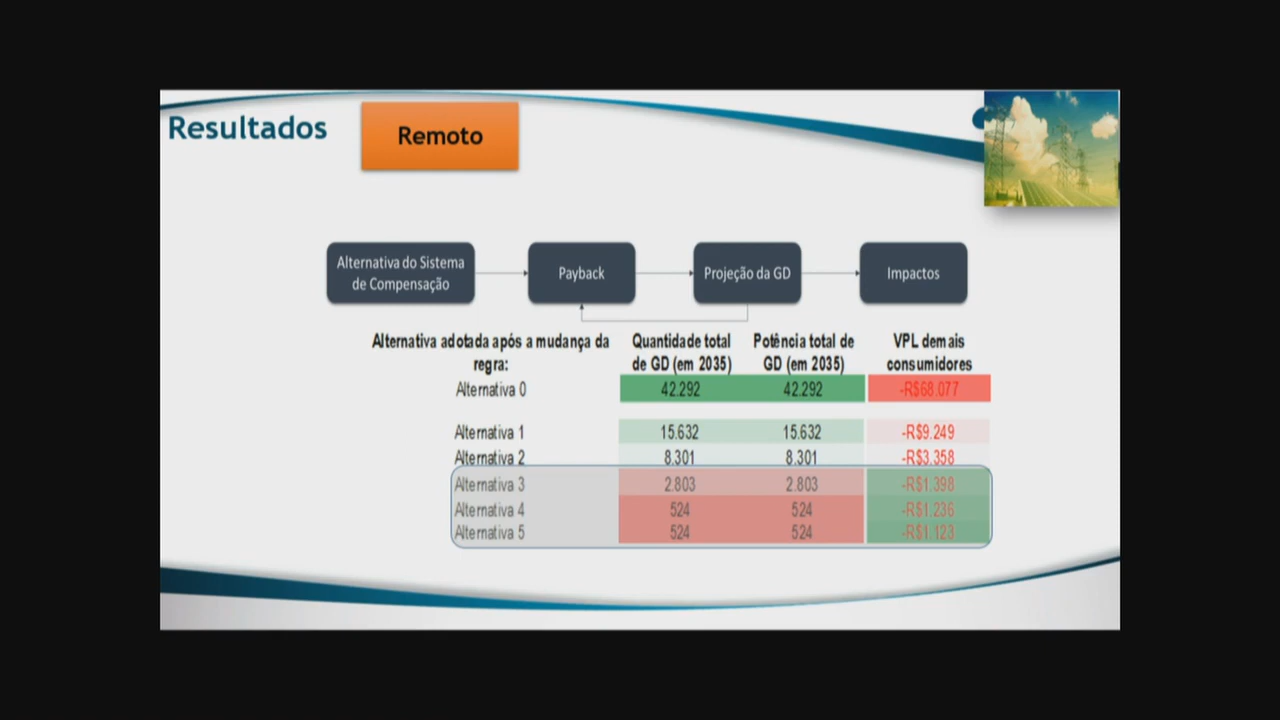 Resultados
Remoto
Alternativa do Sistema
de Compensação
Payback
Projeção da GD
Impactos
Alternativa adotada após a mudança da
regra:
Quantidade total
de GD (em 2035)
Potência total de
GD (em 2035)
VPL demais
consumidores
Alternativa 0 42.292 42.292 -R$68.077
Alternativa 1 15.632 15.632 -R$9.249
Alternativa 2 8.301 8.301 -R$3.358
Alternativa 3 2.803 2.803 -R$1.398
Alternativa 4 524 524 -R$1.236
Alternativa 5 524 524 -R$1.123